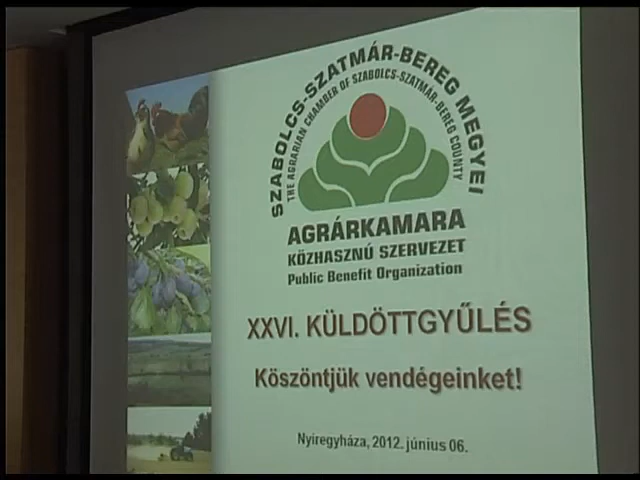 SZABOLCS-SZATMÁR-BEREG MEGYEI
THE AGRARIAN CHAMBER OF SZABOLCS-SZATMÁR-BEREG COUNTY
AGRÁRKAMARA
KÖZHASZNÚ SZERVEZET
Public Benefit Organization
XXVI. KÜLDÖTTGYŰLÉS
Köszöntjük vendégeinket!
Nyíregyháza, 2012. június 06.